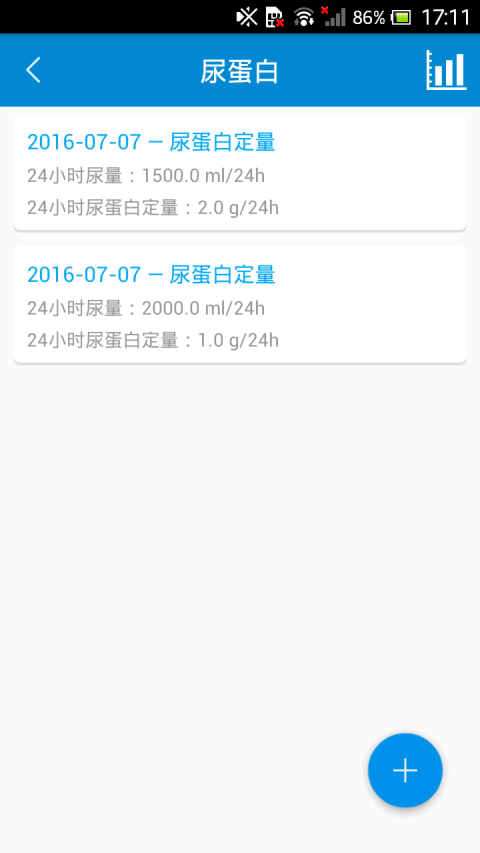 86% 17:11
尿蛋白
2016-07-07 — 尿蛋白定量
24小时尿量：1500.0 ml/24h
24小时尿蛋白定量：2.0 g/24h
2016-07-07 — 尿蛋白定量
24小时尿量：2000.0 ml/24h
24小时尿蛋白定量：1.0 g/24h